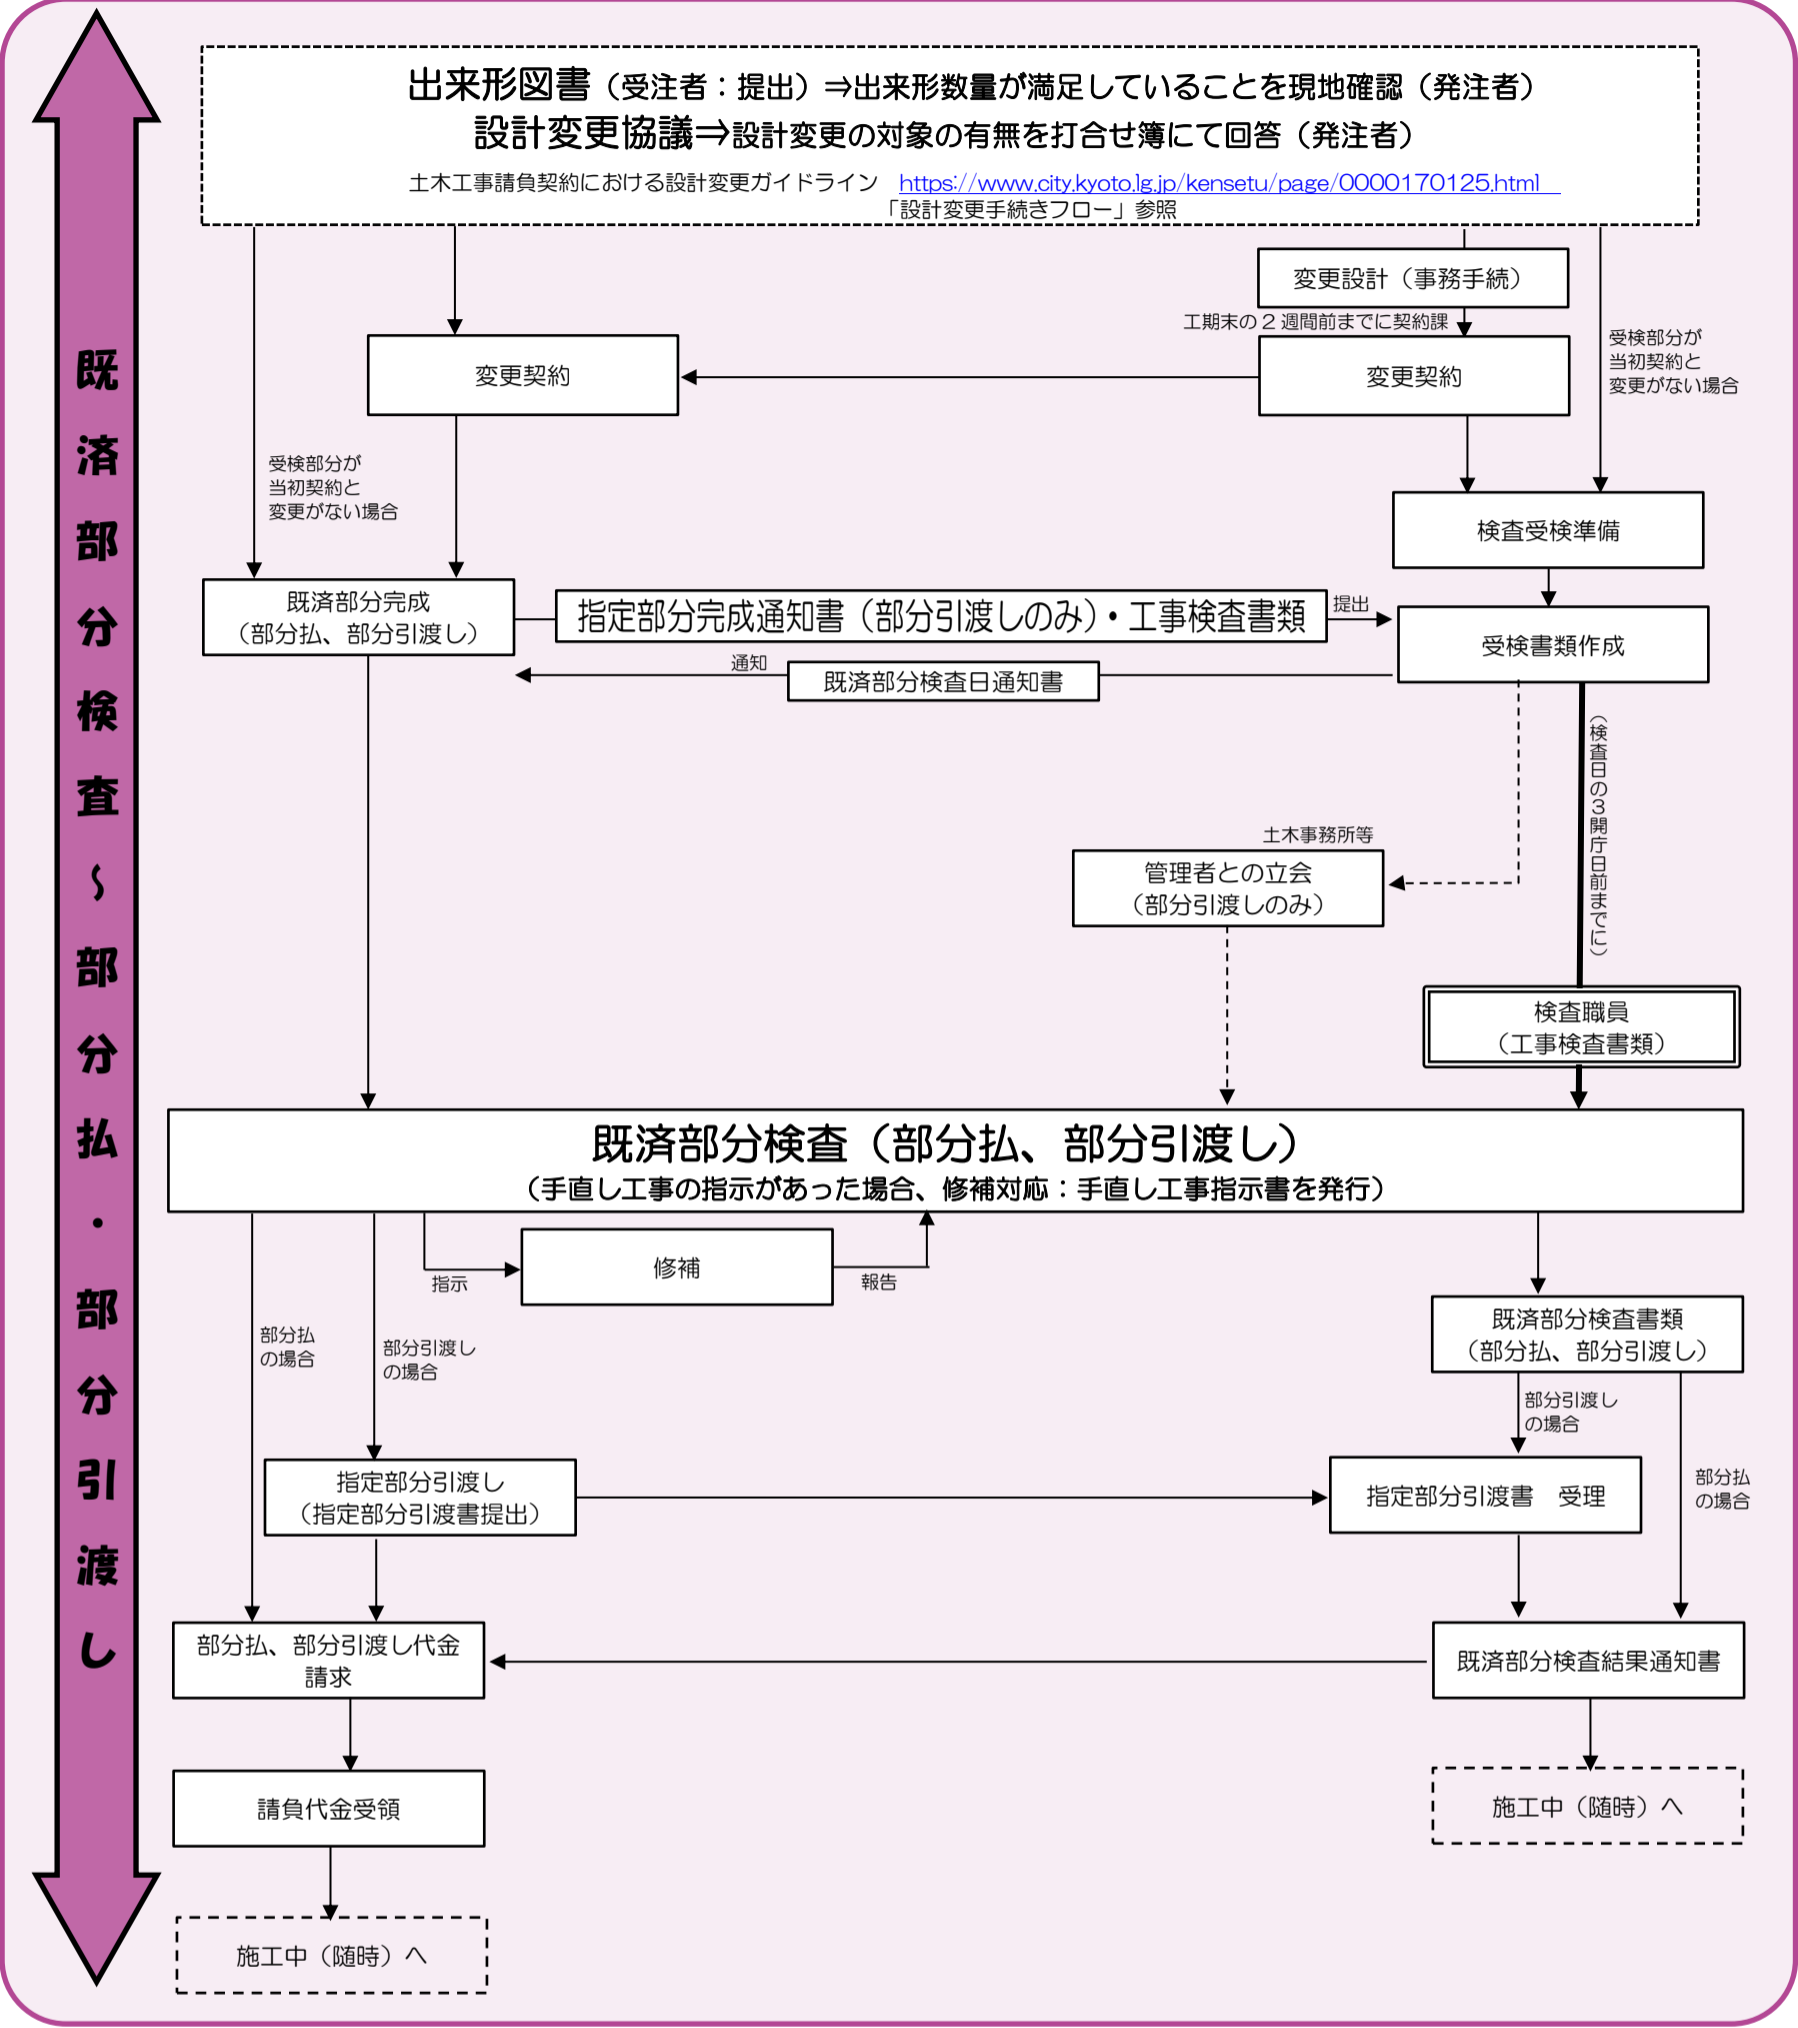 既済部分検査～部分払・部分引渡し
出来形図書（受注者：提出）⇒出来形数量が満足していることを現地確認（発注者）
設計変更協議⇒設計変更の対象の有無を打合せ簿にて回答（発注者）
土木工事請負契約における設計変更ガイドライン　https://www.city.kyoto.lg.jp/kensetu/page/0000170125.html
「設計変更手続きフロー」参照
変更設計（事務手続）
工期末の２週間前までに契約課
変更契約
変更契約
受検部分が
当初契約と
変更がない場合
受検部分が
当初契約と
変更がない場合
検査受検準備
既済部分完成
（部分払、部分引渡し）
指定部分完成通知書（部分引渡しのみ）・工事検査書類
提出
受検書類作成
通知
既済部分検査日通知書
（検査日の３開庁日前までに）
土木事務所等
管理者との立会
（部分引渡しのみ）
検査職員
（工事検査書類）
既済部分検査（部分払、部分引渡し）
（手直し工事の指示があった場合、修補対応：手直し工事指示書を発行）
修補
指示
報告
部分払
の場合
部分引渡し
の場合
既済部分検査書類
（部分払、部分引渡し）
部分引渡し
の場合
部分払
の場合
指定部分引渡し
（指定部分引渡書提出）
指定部分引渡書　受理
部分払、部分引渡し代金
請求
既済部分検査結果通知書
請負代金受領
施工中（随時）へ
施工中（随時）へ